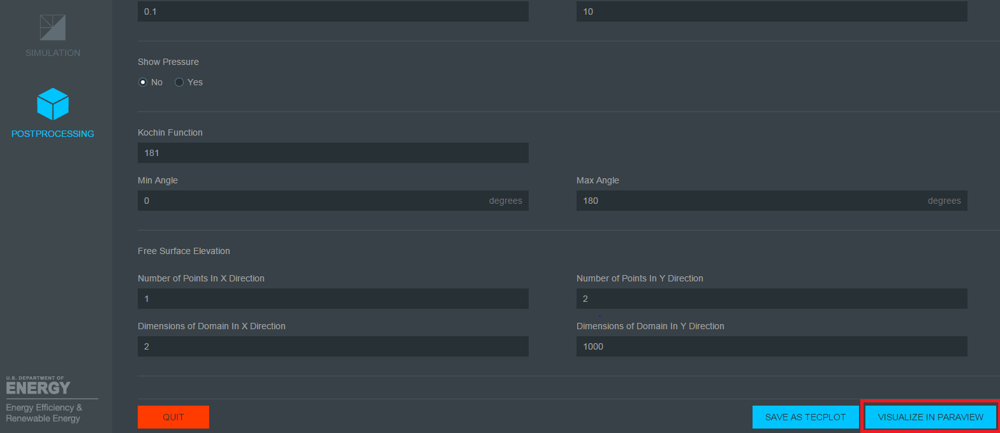 SIMULATION
POSTPROCESSING
U.S. DEPARTMENT OF
ENERGY
Energy Efficiency &
Renewable Energy
0.1 10
Show Pressure
No Yes
Kochin Function
181
Min Angle Max Angle
0 degrees 180 degrees
Free Surface Elevation
Number of Points In X Direction Number of Points In Y Direction
1 2
Dimensions of Domain In X Direction Dimensions of Domain In Y Direction
2 1000
QUIT SAVE AS TECPLOT VISUALIZE IN PARAVIEW